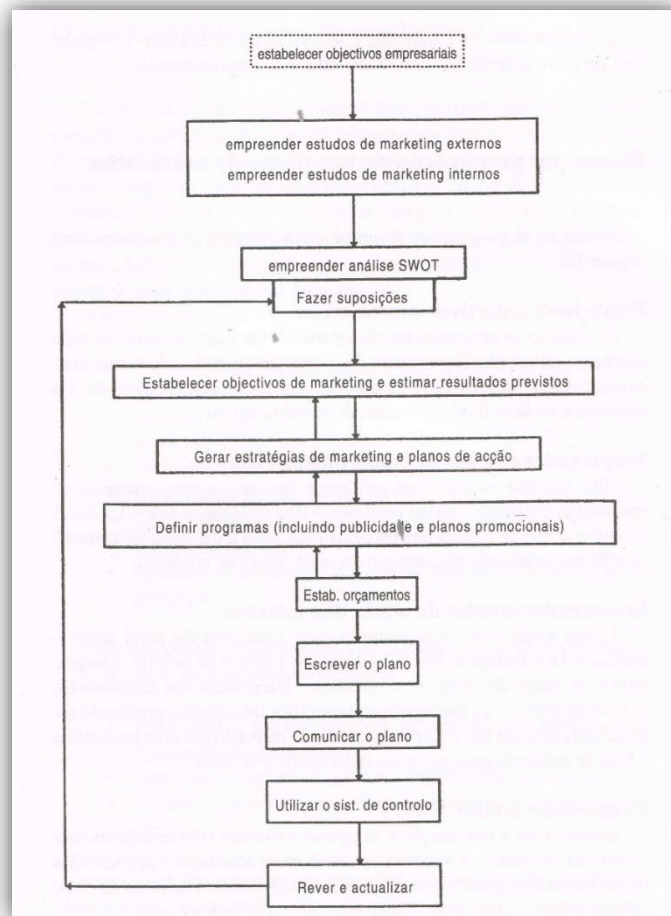 estabelecer objectivos empresariais
empreender estudos de marketing externos
empreender estudos de marketing internos
empreender análise SWOT
Fazer suposições
Estabelecer objectivos de marketing e estimar resultados previstos
Gerar estratégias de marketing e planos de acção
Definir programas (incluindo publicidade e planos promocionais)
Estab. orçamentos
Escrever o plano
Comunicar o plano
Utilizar o sist. de controlo
Rever e actualizar